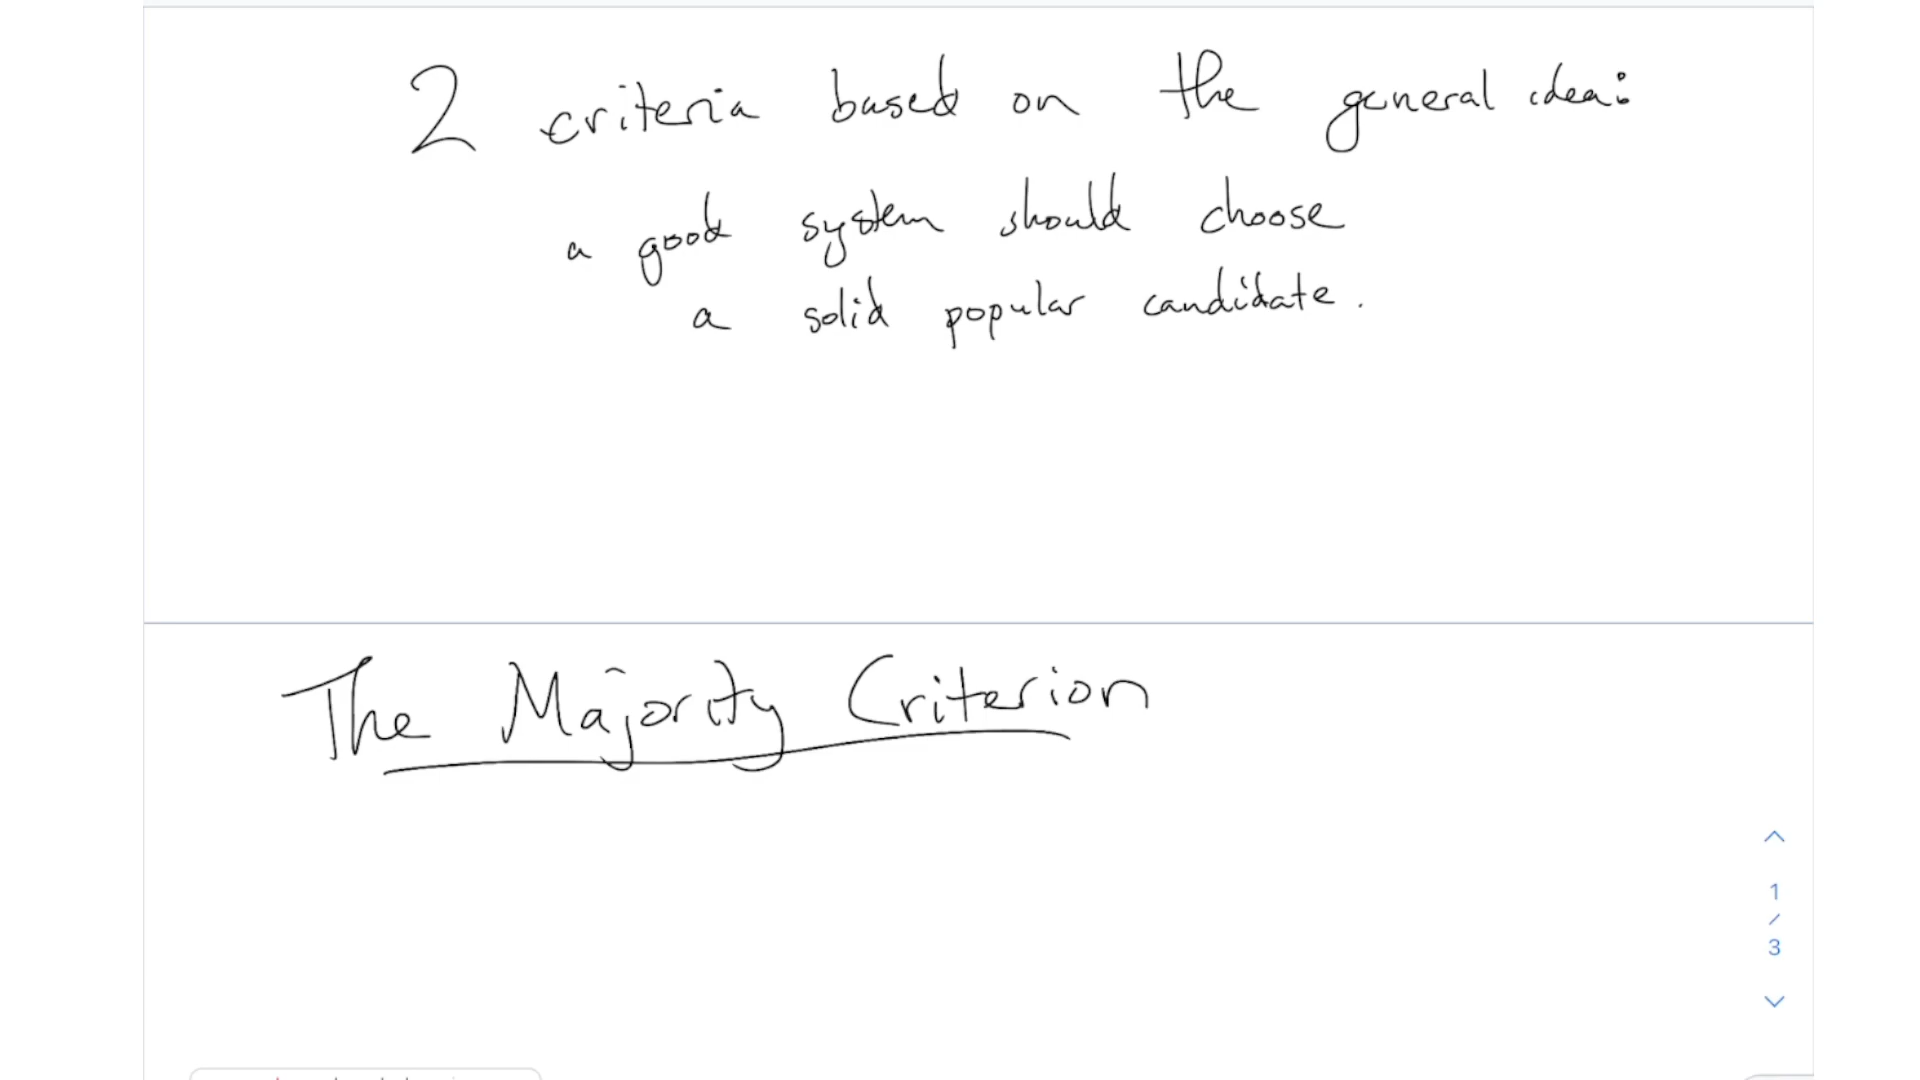 2 criteria based on the general idea:
a good system should choose
a solid popular candidate.
The Majority Criterion
1
/
3